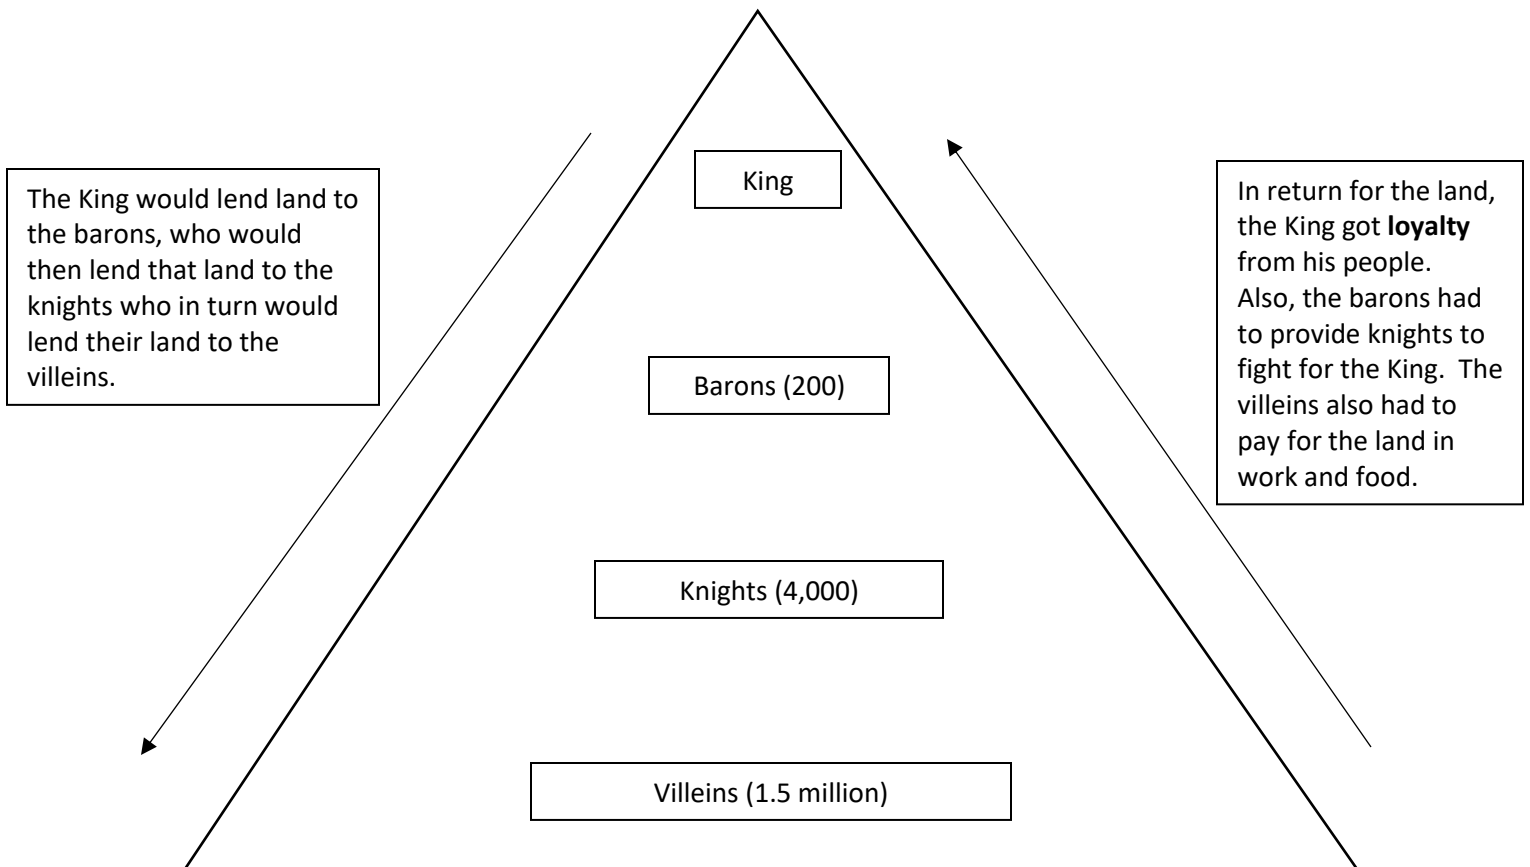 King
The King would lend land to
the barons, who would
then lend that land to the
knights who in turn would
lend their land to the
villeins.
In return for the land,
the King got loyalty
from his people.
Also, the barons had
to provide knights to
fight for the King.  The
villeins also had to
pay for the land in
work and food.
Barons (200)
Knights (4,000)
Villeins (1.5 million)